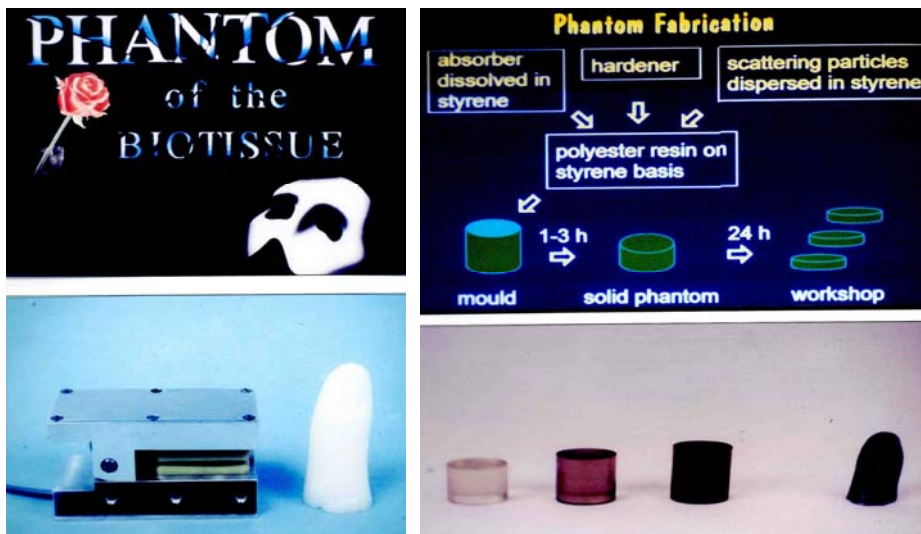 PHANTOM
of the
BIOTISSUE
Phantom Fabrication
absorber
dissolved in
styrene
hardener
scattering particles
dispersed in styrene
polyester resin on
styrene basis
1-3 h
24 h
mould
solid phantom
workshop